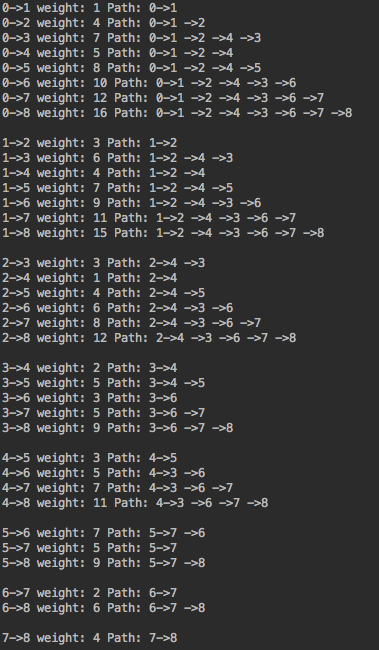 0->1 weight: 1 Path: 0->1
0->2 weight: 4 Path: 0->1 ->2
0->3 weight: 7 Path: 0->1 ->2 ->4 ->3
0->4 weight: 5 Path: 0->1 ->2 ->4
0->5 weight: 8 Path: 0->1 ->2 ->4 ->5
0->6 weight: 10 Path: 0->1 ->2 ->4 ->3 ->6
0->7 weight: 12 Path: 0->1 ->2 ->4 ->3 ->6 ->7
0->8 weight: 16 Path: 0->1 ->2 ->4 ->3 ->6 ->7 ->8
1->2 weight: 3 Path: 1->2
1->3 weight: 6 Path: 1->2 ->4 ->3
1->4 weight: 4 Path: 1->2 ->4
1->5 weight: 7 Path: 1->2 ->4 ->5
1->6 weight: 9 Path: 1->2 ->4 ->3 ->6
1->7 weight: 11 Path: 1->2 ->4 ->3 ->6 ->7
1->8 weight: 15 Path: 1->2 ->4 ->3 ->6 ->7 ->8
2->3 weight: 3 Path: 2->4 ->3
2->4 weight: 1 Path: 2->4
2->5 weight: 4 Path: 2->4 ->5
2->6 weight: 6 Path: 2->4 ->3 ->6
2->7 weight: 8 Path: 2->4 ->3 ->6 ->7
2->8 weight: 12 Path: 2->4 ->3 ->6 ->7 ->8
3->4 weight: 2 Path: 3->4
3->5 weight: 5 Path: 3->4 ->5
3->6 weight: 3 Path: 3->6
3->7 weight: 5 Path: 3->6 ->7
3->8 weight: 9 Path: 3->6 ->7 ->8
4->5 weight: 3 Path: 4->5
4->6 weight: 5 Path: 4->3 ->6
4->7 weight: 7 Path: 4->3 ->6 ->7
4->8 weight: 11 Path: 4->3 ->6 ->7 ->8
5->6 weight: 7 Path: 5->7 ->6
5->7 weight: 5 Path: 5->7
5->8 weight: 9 Path: 5->7 ->8
6->7 weight: 2 Path: 6->7
6->8 weight: 6 Path: 6->7 ->8
7->8 weight: 4 Path: 7->8